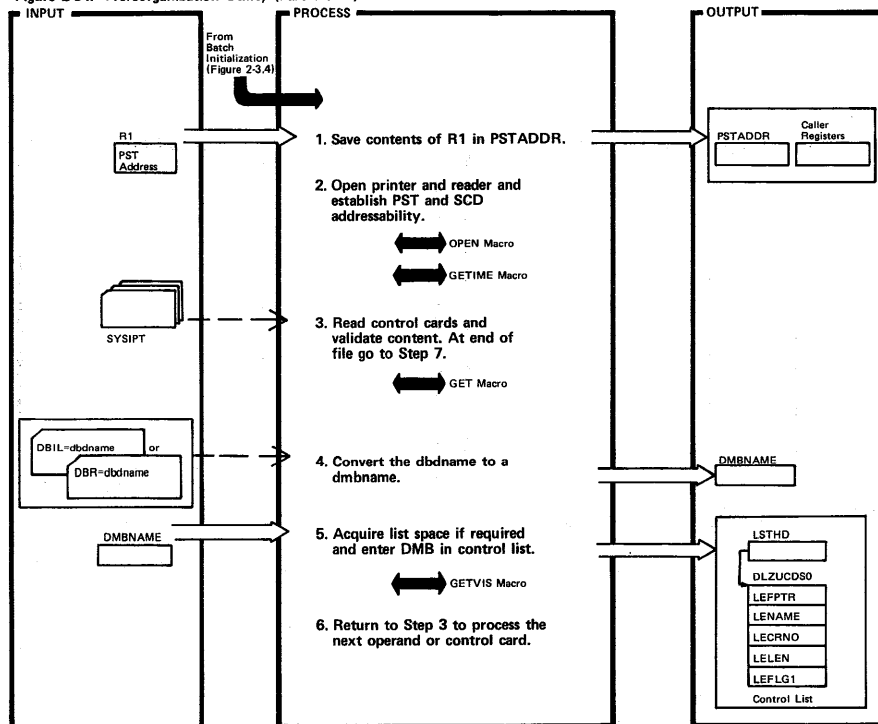 INPUT
PROCESS
OUTPUT
From
Batch
Initialization
(Figure 2-3.4)
R1
PST
Address
1. Save contents of R1 in PSTADDR.
PSTADDR
Caller
Registers
2. Open printer and reader and
establish PST and SCD
addressability.
OPEN Macro
GETIME Macro
SYSIPT
3. Read control cards and
validate content. At end of
file go to Step 7.
GET Macro
DBIL=dbdname
or
DBR=dbdname
4. Convert the dbdname to a
dmbname.
DMBNAME
DMBNAME
5. Acquire list space if required
and enter DMB in control list.
GETVIS Macro
6. Return to Step 3 to process the
next operand or control card.
LSTHD
DLZUCDS0
LEFPTR
LENAME
LECRNO
LELEN
LEFLG1
Control List